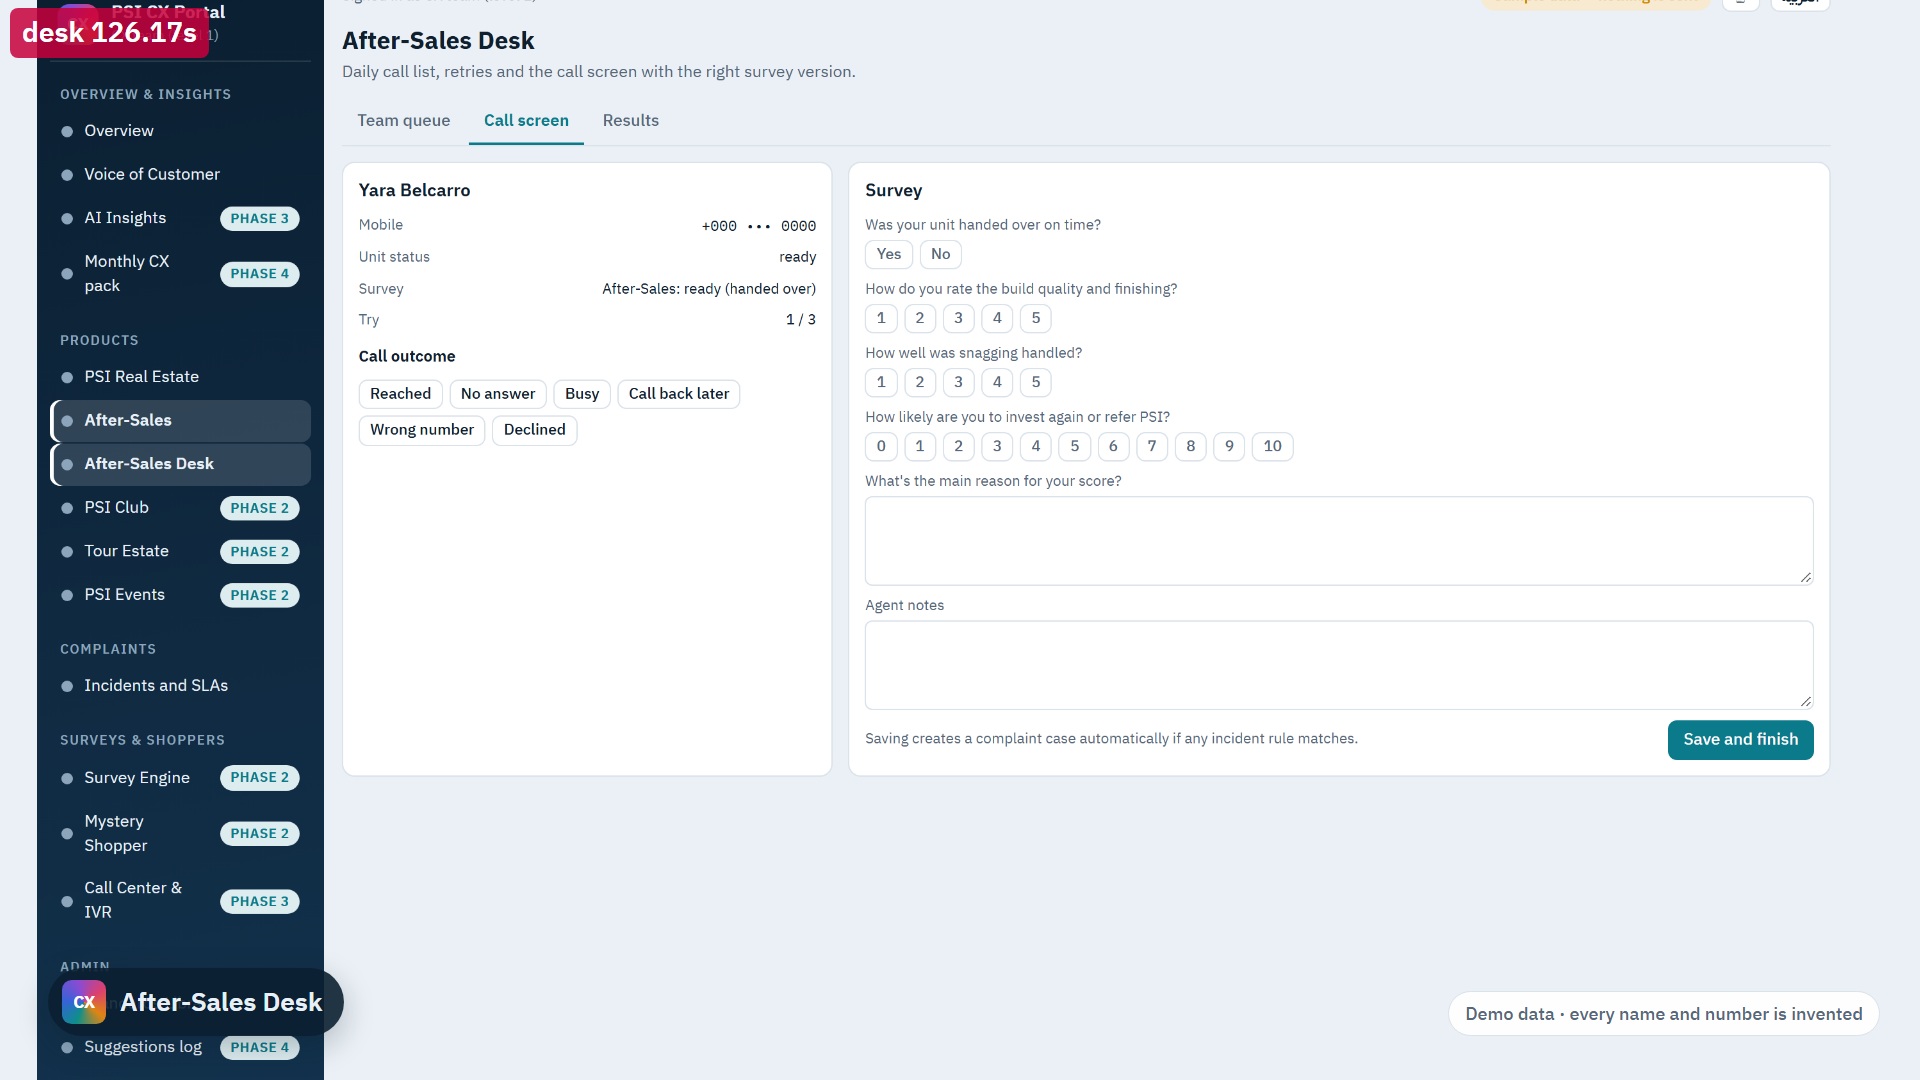 PSI CX Portal
desk 126.17s
OVERVIEW & INSIGHTS
Overview
Voice of Customer
AI Insights PHASE 3
Monthly CX pack PHASE 4
PRODUCTS
PSI Real Estate
After-Sales
After-Sales Desk
PSI Club PHASE 2
Tour Estate PHASE 2
PSI Events PHASE 2
COMPLAINTS
Incidents and SLAs
SURVEYS & SHOPPERS
Survey Engine PHASE 2
Mystery Shopper PHASE 2
Call Center & IVR PHASE 3
ADMIN
CX After-Sales Desk
Suggestions log PHASE 4
After-Sales Desk
Daily call list, retries and the call screen with the right survey version.
Team queue Call screen Results
Yara Belcarro
Mobile +000 ••• 0000
Unit status ready
Survey After-Sales: ready (handed over)
Try 1 / 3
Call outcome
Reached No answer Busy Call back later
Wrong number Declined
Survey
Was your unit handed over on time?
Yes No
How do you rate the build quality and finishing?
1 2 3 4 5
How well was snagging handled?
1 2 3 4 5
How likely are you to invest again or refer PSI?
0 1 2 3 4 5 6 7 8 9 10
What's the main reason for your score?
Agent notes
Saving creates a complaint case automatically if any incident rule matches.
Save and finish
Demo data · every name and number is invented